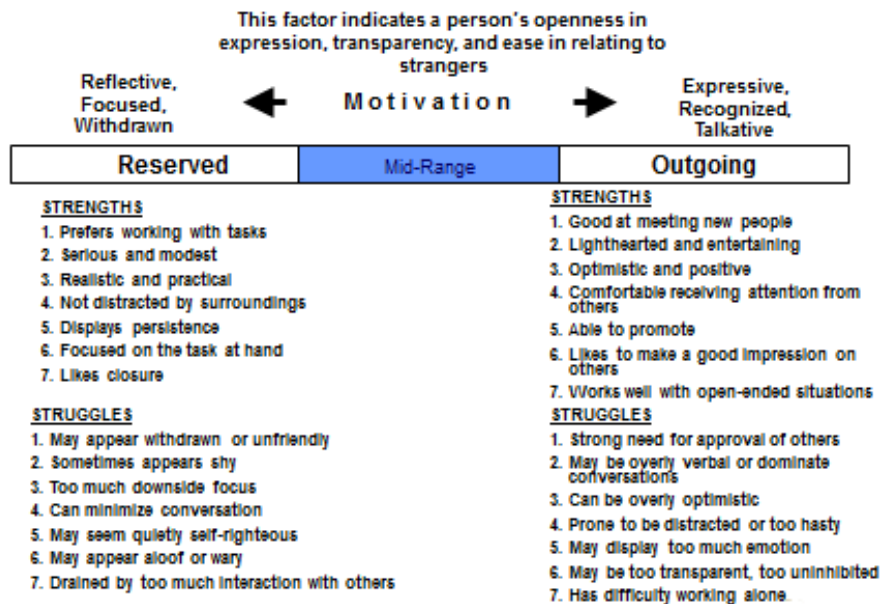 This factor indicates a person's openness in
expression, transparency, and ease in relating to
strangers
Reflective,
Focused,
Withdrawn
Motivation
Expressive,
Recognized,
Talkative
Reserved
Mid-Range
Outgoing
STRENGTHS
1. Prefers working with tasks
2. Serious and modest
3. Realistic and practical
4. Not distracted by surroundings
5. Displays persistence
6. Focused on the task at hand
7. Likes closure
STRUGGLES
1. May appear withdrawn or unfriendly
2. Sometimes appears shy
3. Too much downside focus
4. Can minimize conversation
5. May seem quietly self-righteous
6. May appear aloof or wary
7. Drained by too much interaction with others
STRENGTHS
1. Good at meeting new people
2. Lighthearted and entertaining
3. Optimistic and positive
4. Comfortable receiving attention from
others
5. Able to promote
6. Likes to make a good impression on
others
7. Works well with open-ended situations
STRUGGLES
1. Strong need for approval of others
2. May be overly verbal or dominate
conversations
3. Can be overly optimistic
4. Prone to be distracted or too hasty
5. May display too much emotion
6. May be too transparent, too uninhibited
7. Has difficulty working alone.